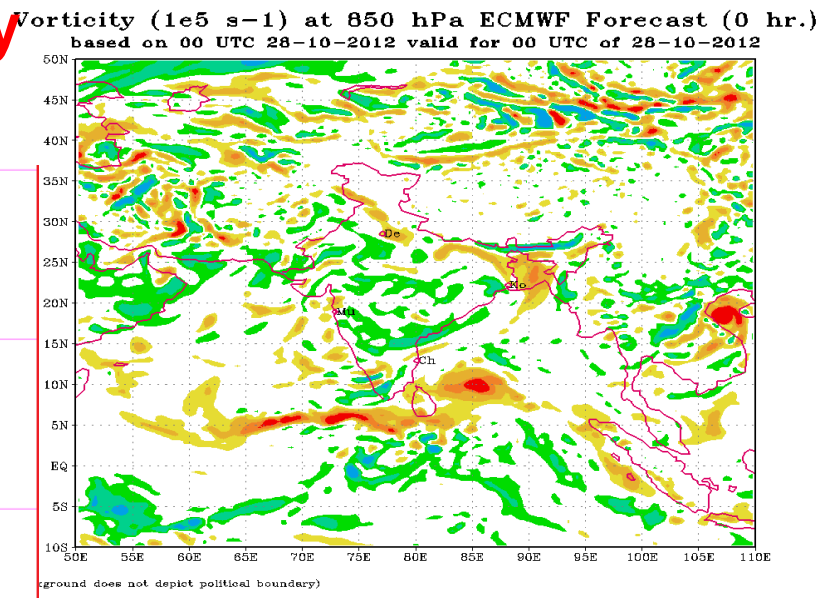 y
Vorticity (1e5 s-1) at 850 hPa ECMWF Forecast (0 hr.)
based on 00 UTC 28-10-2012 valid for 00 UTC of 28-10-2012
50N
45N
40N
35N
30N
25N
20N
15N
10N
5N
EQ
5S
10S
De
Ko
Mu
Ch
50E 55E 60E 65E 70E 75E 80E 85E 90E 95E 100E 105E 110E
ground does not depict political boundary)